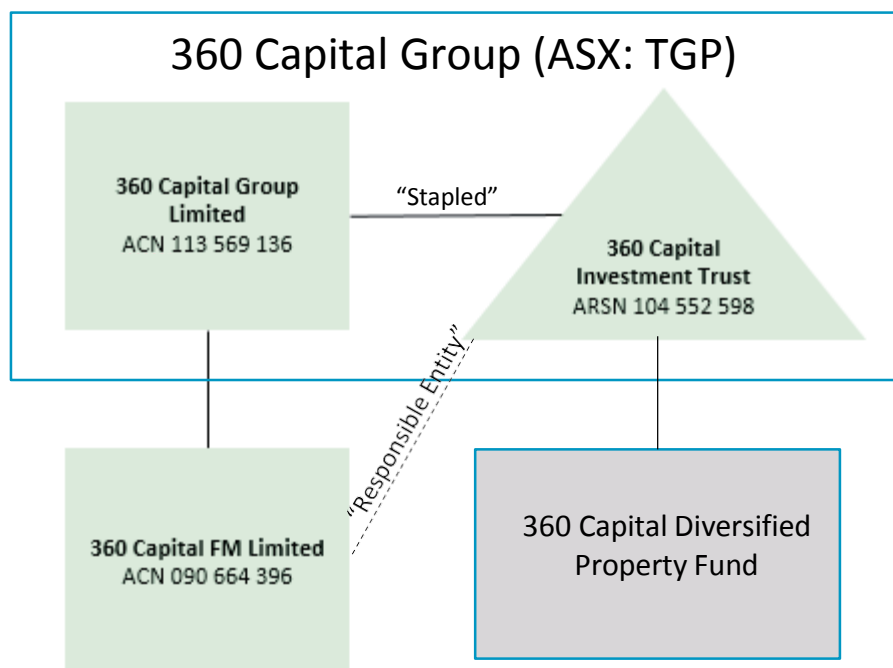 360 Capital Group (ASX: TGP)
360 Capital Group
Limited
ACN 113 569 136
“Stapled”
360 Capital
Investment Trust
ARSN 104 552 598
“Responsible Entity”
360 Capital FM Limited
ACN 090 664 396
360 Capital Diversified
Property Fund